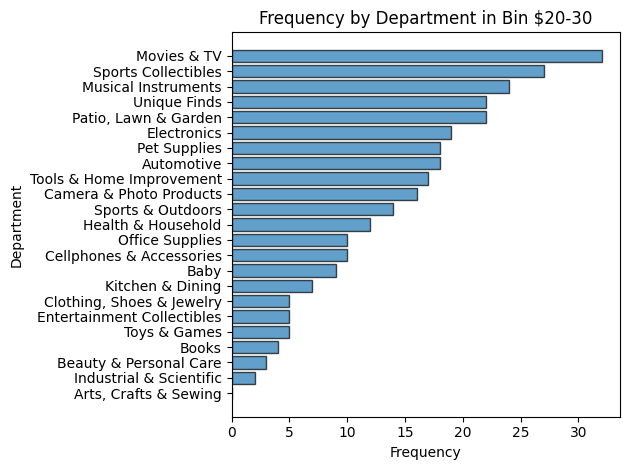 Frequency by Department in Bin $20-30
Department
Movies & TV
Sports Collectibles
Musical Instruments
Unique Finds
Patio, Lawn & Garden
Electronics
Pet Supplies
Automotive
Tools & Home Improvement
Camera & Photo Products
Sports & Outdoors
Health & Household
Office Supplies
Cellphones & Accessories
Baby
Kitchen & Dining
Clothing, Shoes & Jewelry
Entertainment Collectibles
Toys & Games
Books
Beauty & Personal Care
Industrial & Scientific
Arts, Crafts & Sewing
0 5 10 15 20 25 30
Frequency